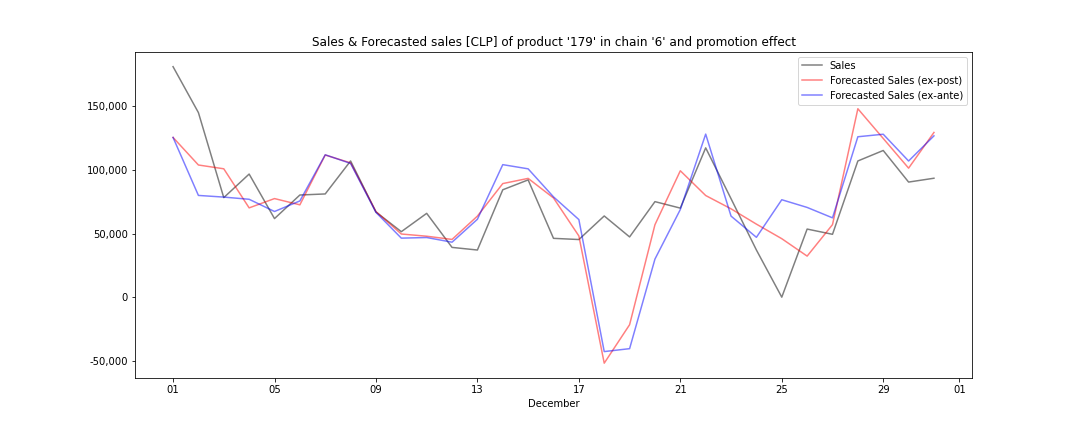 Sales & Forecasted sales [CLP] of product '179' in chain '6' and promotion effect
Sales
Forecasted Sales (ex-post)
Forecasted Sales (ex-ante)
150,000
100,000
50,000
0
-50,000
01 05 09 13 17 21 25 29 01
December